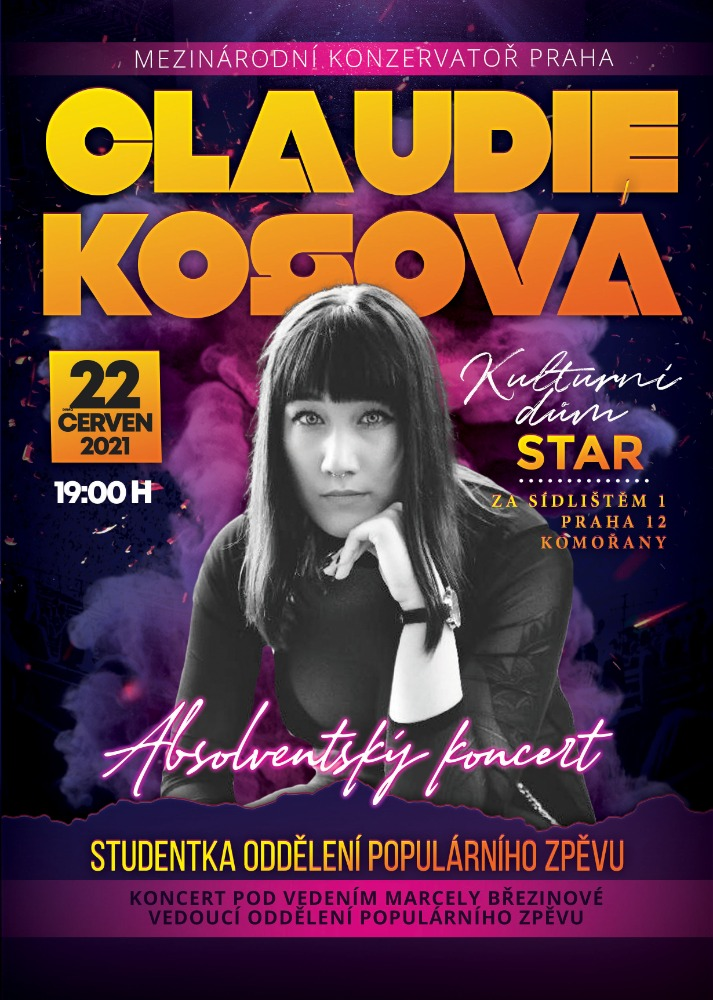 MEZINÁRODNÍ KONZERVATOŘ PRAHA
CLAUDIE
KOSOVÁ
22
ČERVEN
2021
19:00 H
Kulturní
dům
STAR
ZA SÍDLIŠTĚM 1
PRAHA 12
KOMOŘANY
Absolventský koncert
STUDENTKA ODDĚLENÍ POPULÁRNÍHO ZPĚVU
KONCERT POD VEDENÍM MARCELY BŘEZINOVÉ
VEDOUCÍ ODDĚLENÍ POPULÁRNÍHO ZPĚVU